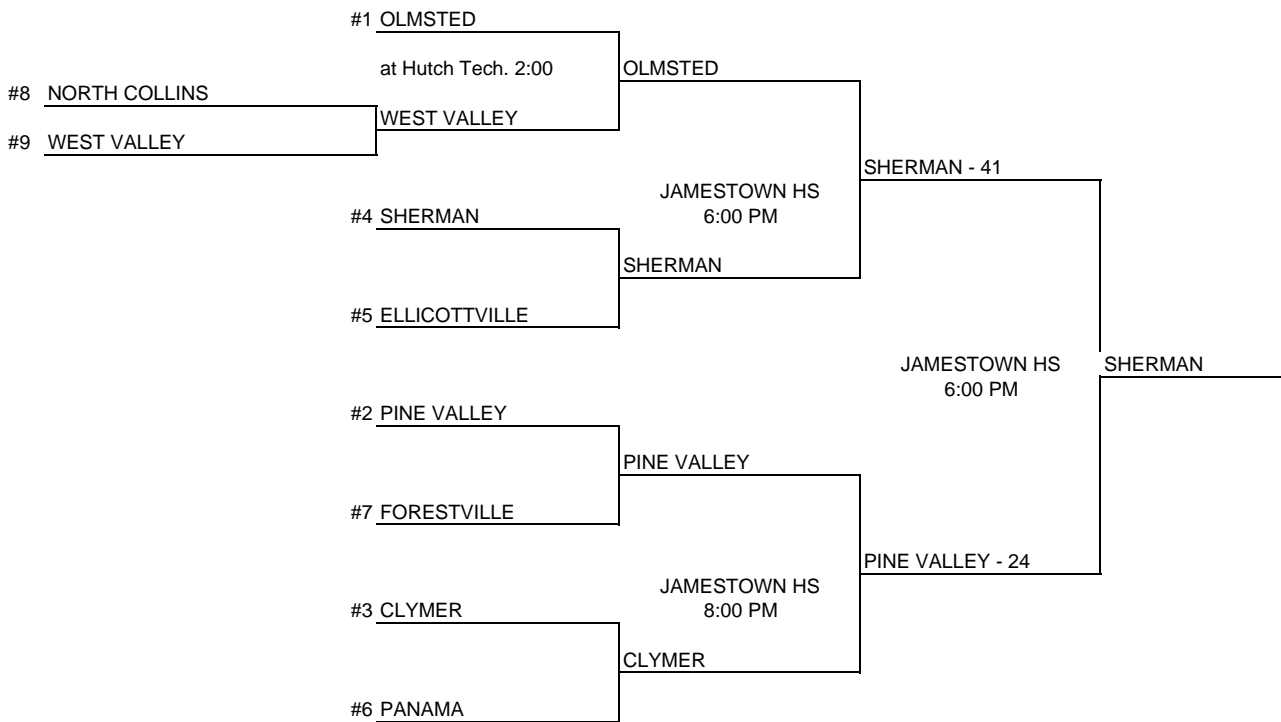 #1 OLMSTED
at Hutch Tech. 2:00
OLMSTED
#8 NORTH COLLINS
WEST VALLEY
#9 WEST VALLEY
SHERMAN - 41
JAMESTOWN HS
6:00 PM
#4 SHERMAN
SHERMAN
#5 ELLICOTTVILLE
JAMESTOWN HS
6:00 PM
SHERMAN
#2 PINE VALLEY
PINE VALLEY
#7 FORESTVILLE
PINE VALLEY - 24
JAMESTOWN HS
8:00 PM
#3 CLYMER
CLYMER
#6 PANAMA